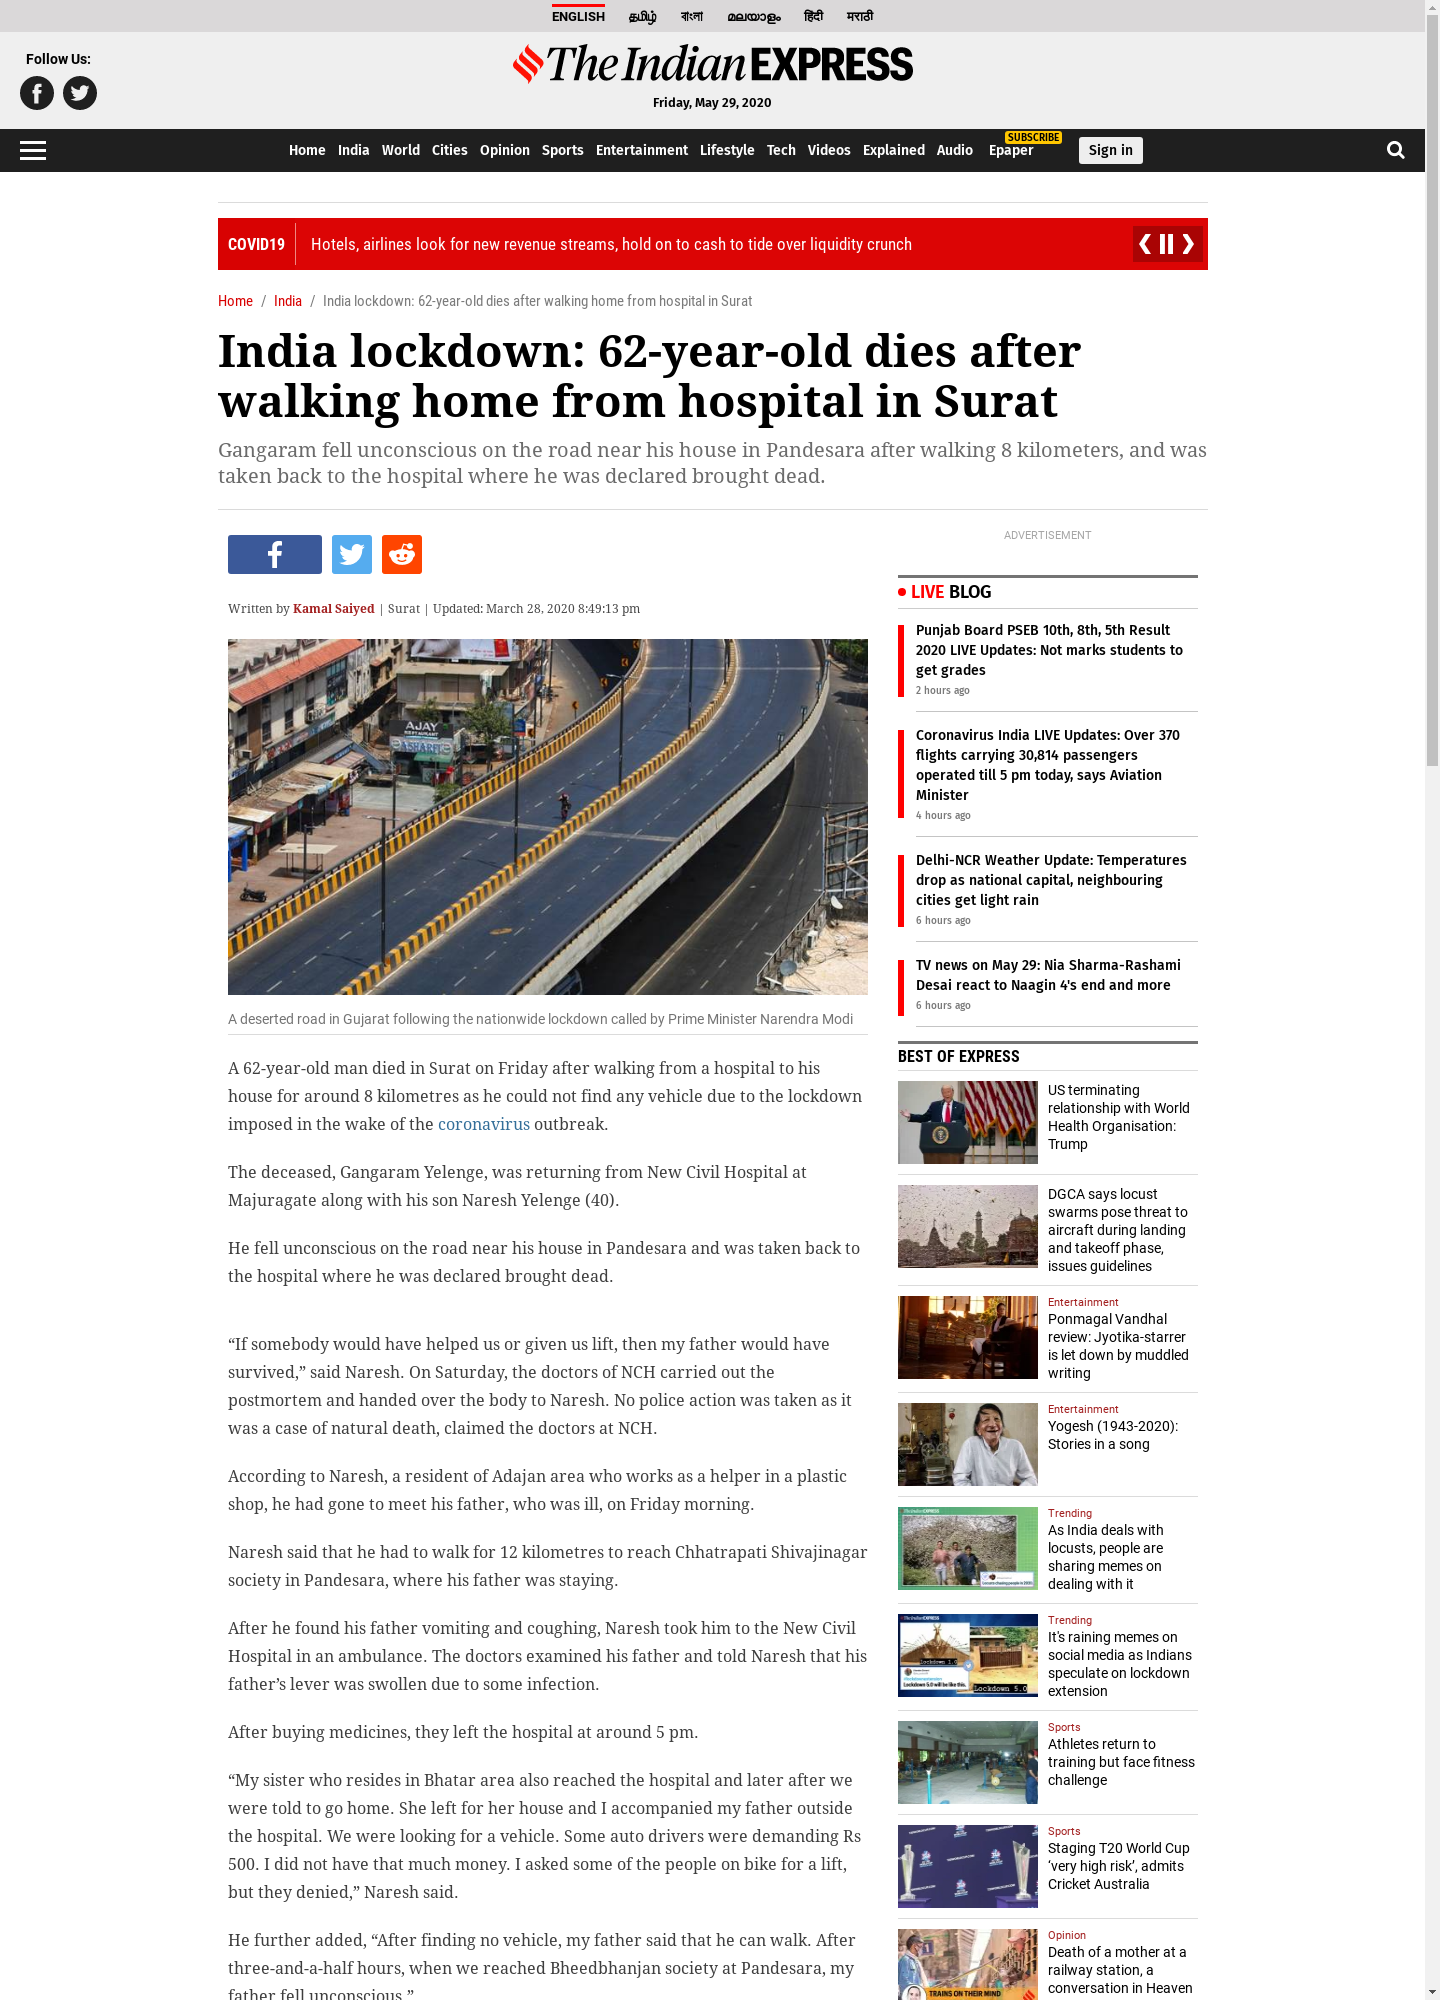 ENGLISH தமிழ் বাংলা മലയാളം हिंदी मराठी
Follow Us:
The Indian EXPRESS
Friday, May 29, 2020
Home India World Cities Opinion Sports Entertainment Lifestyle Tech Videos Explained Audio Epaper SUBSCRIBE Sign in
COVID19 Hotels, airlines look for new revenue streams, hold on to cash to tide over liquidity crunch
Home / India / India lockdown: 62-year-old dies after walking home from hospital in Surat
India lockdown: 62-year-old dies after
walking home from hospital in Surat
Gangaram fell unconscious on the road near his house in Pandesara after walking 8 kilometers, and was
taken back to the hospital where he was declared brought dead.
Written by Kamal Saiyed | Surat | Updated: March 28, 2020 8:49:13 pm
AJAY
RESTAURANT
ASHARFI
A deserted road in Gujarat following the nationwide lockdown called by Prime Minister Narendra Modi
A 62-year-old man died in Surat on Friday after walking from a hospital to his
house for around 8 kilometres as he could not find any vehicle due to the lockdown
imposed in the wake of the coronavirus outbreak.
The deceased, Gangaram Yelenge, was returning from New Civil Hospital at
Majuragate along with his son Naresh Yelenge (40).
He fell unconscious on the road near his house in Pandesara and was taken back to
the hospital where he was declared brought dead.
“If somebody would have helped us or given us lift, then my father would have
survived,” said Naresh. On Saturday, the doctors of NCH carried out the
postmortem and handed over the body to Naresh. No police action was taken as it
was a case of natural death, claimed the doctors at NCH.
According to Naresh, a resident of Adajan area who works as a helper in a plastic
shop, he had gone to meet his father, who was ill, on Friday morning.
Naresh said that he had to walk for 12 kilometres to reach Chhatrapati Shivajinagar
society in Pandesara, where his father was staying.
After he found his father vomiting and coughing, Naresh took him to the New Civil
Hospital in an ambulance. The doctors examined his father and told Naresh that his
father’s lever was swollen due to some infection.
After buying medicines, they left the hospital at around 5 pm.
“My sister who resides in Bhatar area also reached the hospital and later after we
were told to go home. She left for her house and I accompanied my father outside
the hospital. We were looking for a vehicle. Some auto drivers were demanding Rs
500. I did not have that much money. I asked some of the people on bike for a lift,
but they denied,” Naresh said.
He further added, “After finding no vehicle, my father said that he can walk. After
three-and-a-half hours, when we reached Bheedbhanjan society at Pandesara, my
father fell unconscious.”
ADVERTISEMENT
LIVE BLOG
Punjab Board PSEB 10th, 8th, 5th Result
2020 LIVE Updates: Not marks students to
get grades
2 hours ago
Coronavirus India LIVE Updates: Over 370
flights carrying 30,814 passengers
operated till 5 pm today, says Aviation
Minister
4 hours ago
Delhi-NCR Weather Update: Temperatures
drop as national capital, neighbouring
cities get light rain
6 hours ago
TV news on May 29: Nia Sharma-Rashami
Desai react to Naagin 4's end and more
6 hours ago
BEST OF EXPRESS
US terminating
relationship with World
Health Organisation:
Trump
DGCA says locust
swarms pose threat to
aircraft during landing
and takeoff phase,
issues guidelines
Entertainment
Ponmagal Vandhal
review: Jyotika-starrer
is let down by muddled
writing
Entertainment
Yogesh (1943-2020):
Stories in a song
Trending
As India deals with
locusts, people are
sharing memes on
dealing with it
Trending
It's raining memes on
social media as Indians
speculate on lockdown
extension
Lockdown 5.0 will be like this.
Lockdown 5.0
Sports
Athletes return to
training but face fitness
challenge
Sports
Staging T20 World Cup
‘very high risk’, admits
Cricket Australia
Opinion
Death of a mother at a
railway station, a
conversation in Heaven
TRAINS ON THEIR MIND